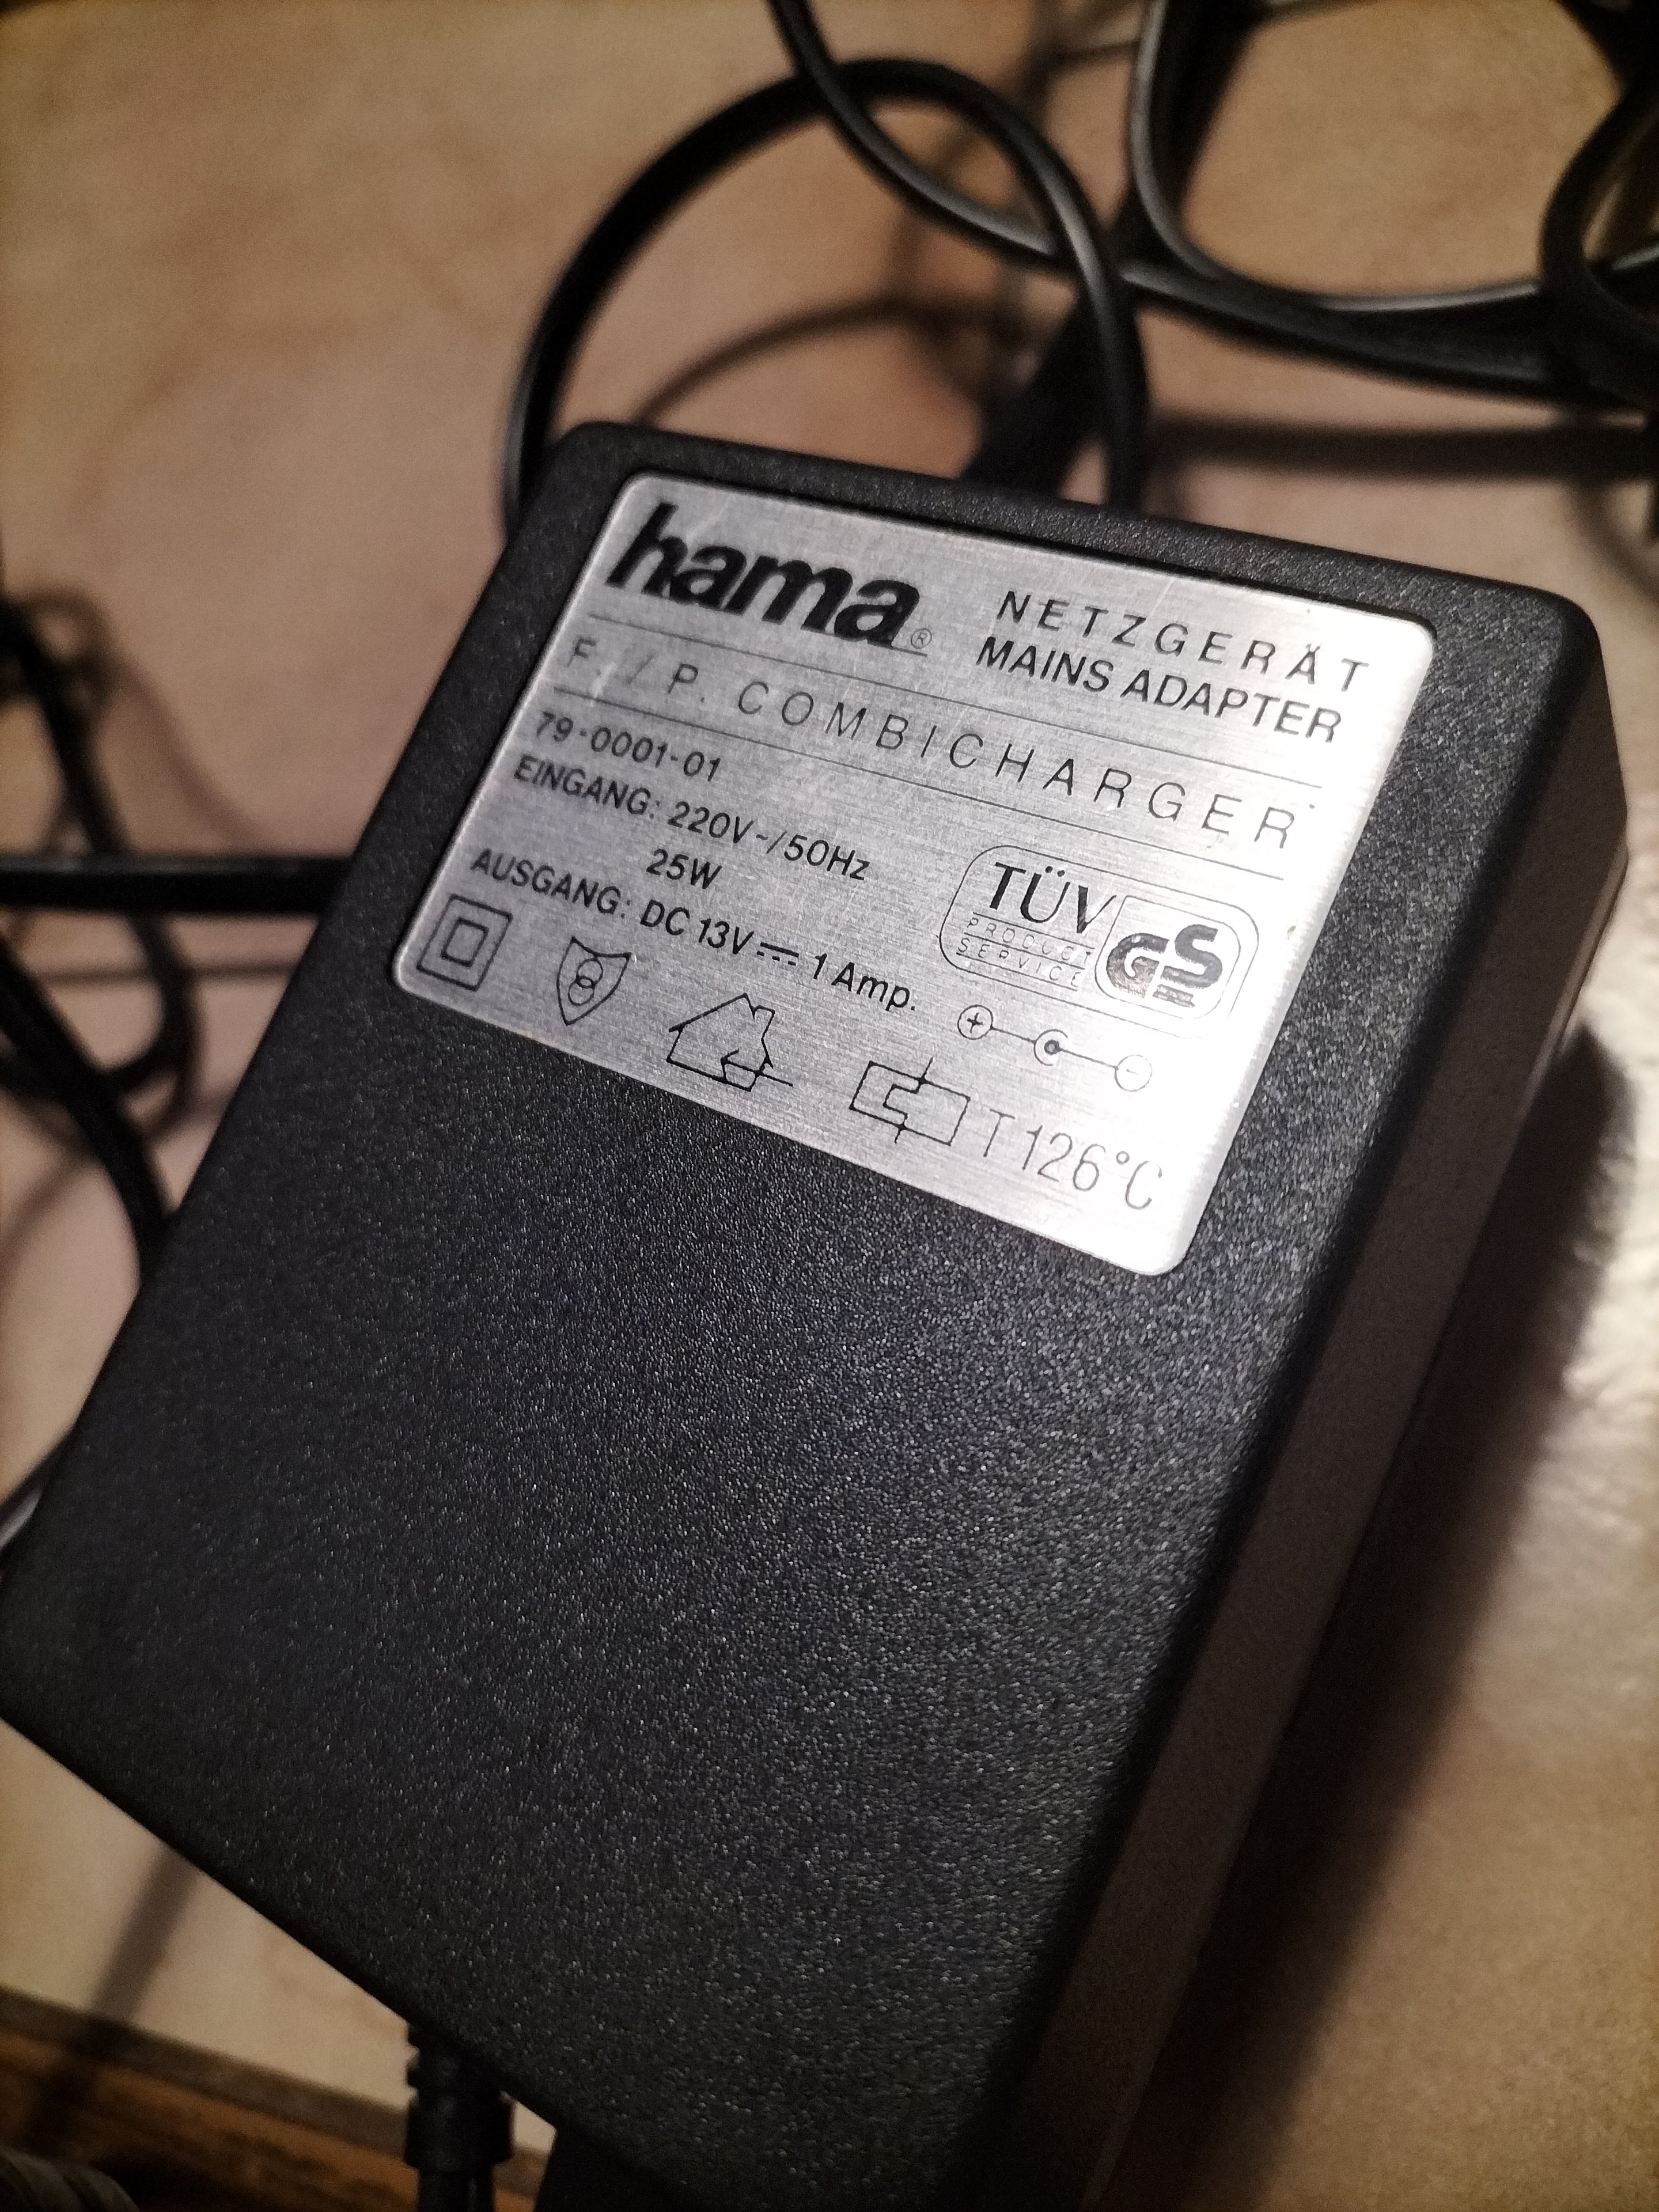 hama®
NETZGERÄT
MAINS ADAPTER
F. / P. COMBICHARGER
79-0001-01
EINGANG: 220V~/50Hz
25W
AUSGANG: DC 13V ⎓ 1 Amp.
TÜV
PRODUCT
SERVICE
GS
T 126°C